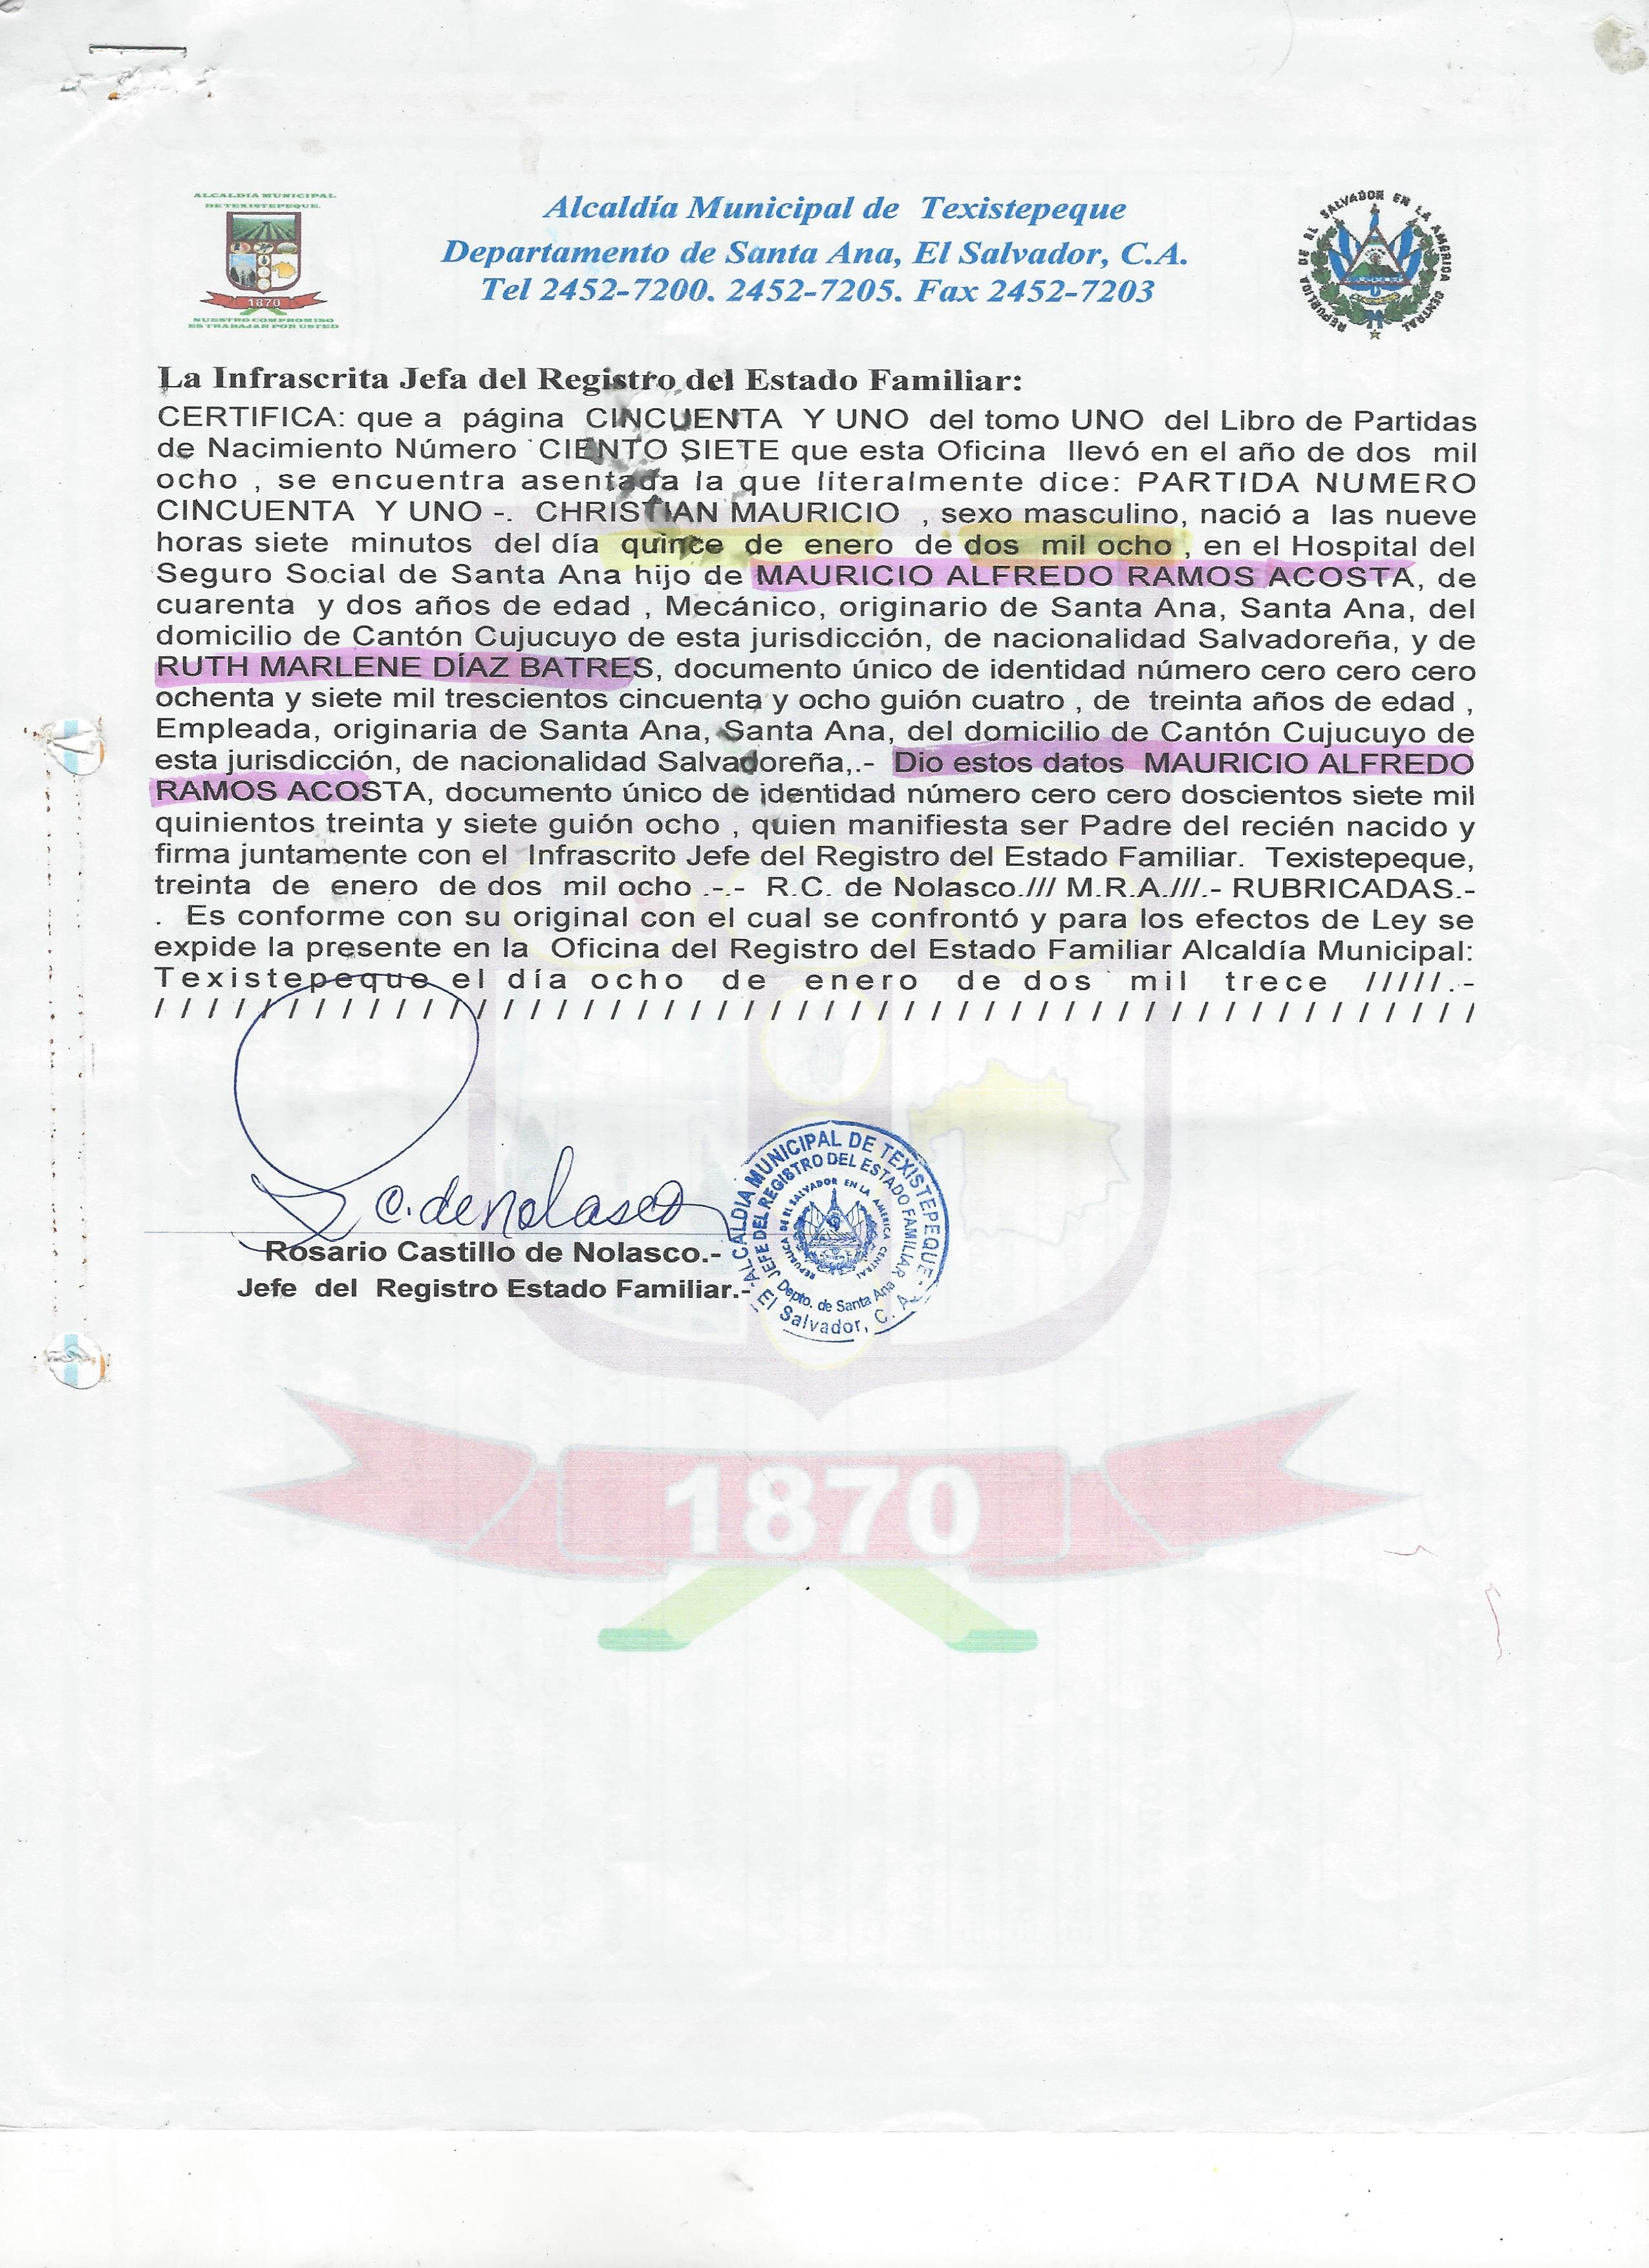 ALCALDIA MUNICIPAL
DE TEXISTEPEQUE.
1870
NUESTRO COMPROMISO
ES TRABAJAR POR USTED
Alcaldía Municipal de Texistepeque
Departamento de Santa Ana, El Salvador, C.A.
Tel 2452-7200. 2452-7205. Fax 2452-7203
REPUBLICA DE EL SALVADOR EN LA AMERICA CENTRAL
La Infrascrita Jefa del Registro del Estado Familiar:
CERTIFICA: que a página CINCUENTA Y UNO del tomo UNO del Libro de Partidas
de Nacimiento Número CIENTO SIETE que esta Oficina llevó en el año de dos mil
ocho , se encuentra asentada la que literalmente dice: PARTIDA NUMERO
CINCUENTA Y UNO -. CHRISTIAN MAURICIO , sexo masculino, nació a las nueve
horas siete minutos del día quince de enero de dos mil ocho , en el Hospital del
Seguro Social de Santa Ana hijo de MAURICIO ALFREDO RAMOS ACOSTA, de
cuarenta y dos años de edad , Mecánico, originario de Santa Ana, Santa Ana, del
domicilio de Cantón Cujucuyo de esta jurisdicción, de nacionalidad Salvadoreña, y de
RUTH MARLENE DÍAZ BATRES, documento único de identidad número cero cero cero
ochenta y siete mil trescientos cincuenta y ocho guión cuatro , de treinta años de edad ,
Empleada, originaria de Santa Ana, Santa Ana, del domicilio de Cantón Cujucuyo de
esta jurisdicción, de nacionalidad Salvadoreña,.- Dio estos datos MAURICIO ALFREDO
RAMOS ACOSTA, documento único de identidad número cero cero doscientos siete mil
quinientos treinta y siete guión ocho , quien manifiesta ser Padre del recién nacido y
firma juntamente con el Infrascrito Jefe del Registro del Estado Familiar. Texistepeque,
treinta de enero de dos mil ocho .-.- R.C. de Nolasco./// M.R.A.///.- RUBRICADAS.-
. Es conforme con su original con el cual se confrontó y para los efectos de Ley se
expide la presente en la Oficina del Registro del Estado Familiar Alcaldía Municipal:
Texistepeque el día ocho de enero de dos mil trece /////.-
//////////////////////////////////////////////////
C. de Nolasco
Rosario Castillo de Nolasco.-
Jefe del Registro Estado Familiar.-
ALCALDIA MUNICIPAL DE TEXISTEPEQUE
JEFE DEL REGISTRO DEL ESTADO FAMILIAR
REPUBLICA DE EL SALVADOR EN LA AMERICA CENTRAL
Depto. de Santa Ana
El Salvador, C. A.
1870